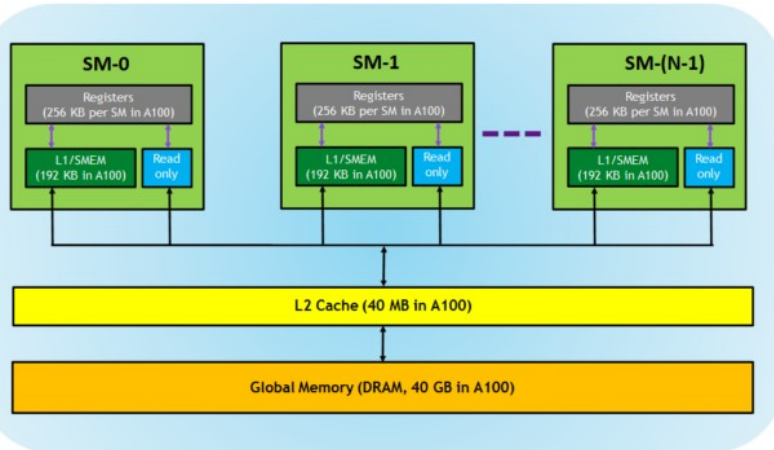 SM-0
Registers
(256 KB per SM in A100)
L1/SMEM
(192 KB in A100)
Read
only
SM-1
Registers
(256 KB per SM in A100)
L1/SMEM
(192 KB in A100)
Read
only
SM-(N-1)
Registers
(256 KB per SM in A100)
L1/SMEM
(192 KB in A100)
Read
only
L2 Cache (40 MB in A100)
Global Memory (DRAM, 40 GB in A100)